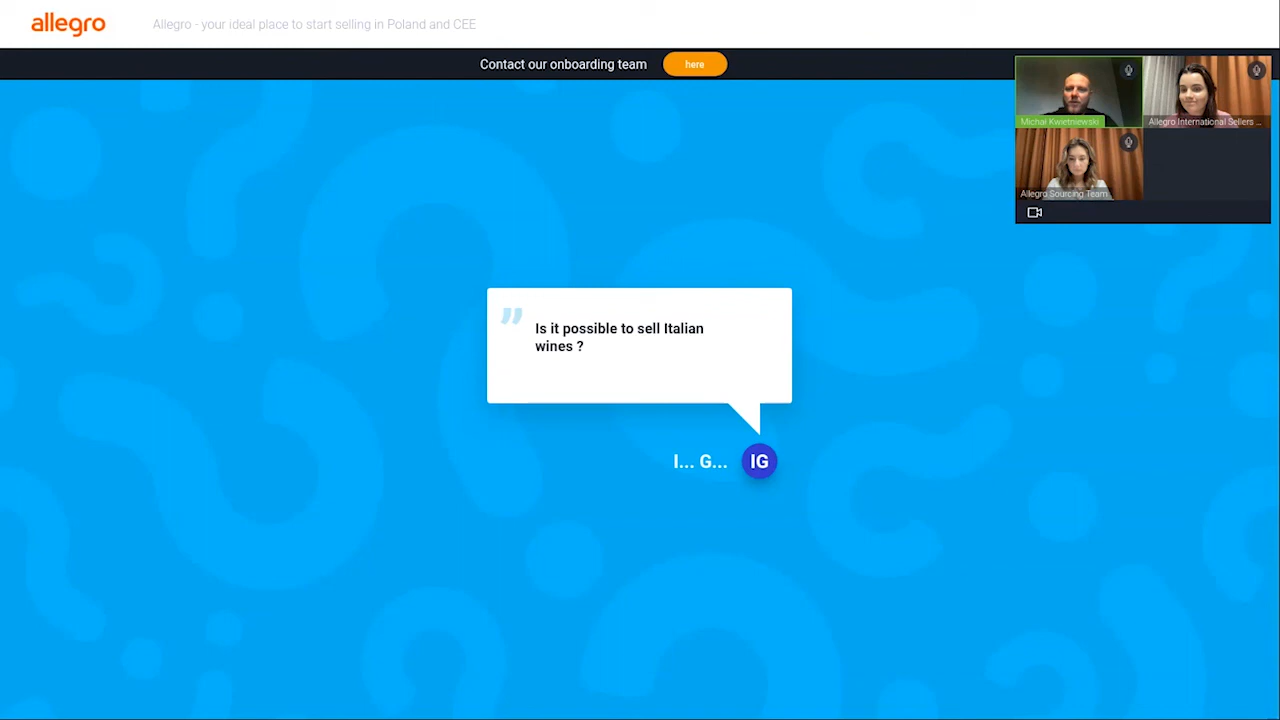 allegro
Allegro - your ideal place to start selling in Poland and CEE
Contact our onboarding team
here
Michał Kwietniewski
Allegro International Sellers ...
Allegro Sourcing Team
"
Is it possible to sell Italian
wines ?
I... G...
IG